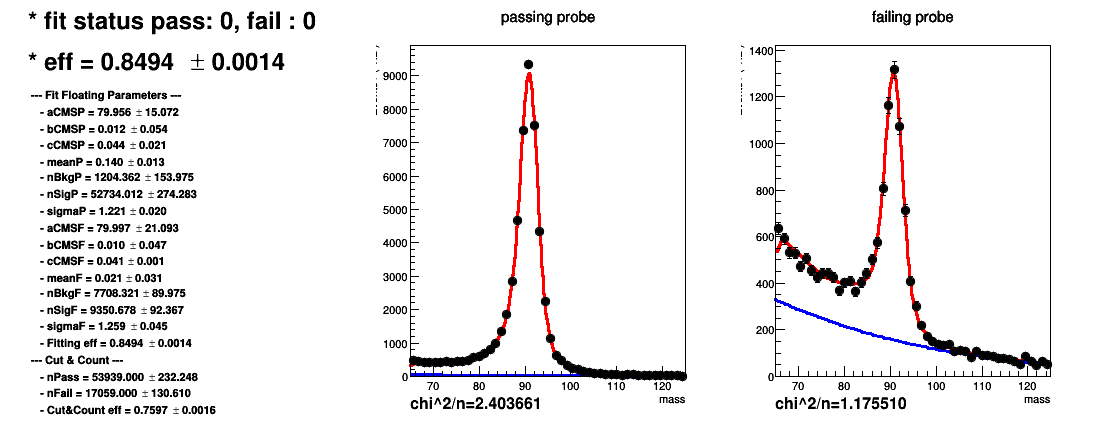 * fit status pass: 0, fail : 0
* eff = 0.8494 ± 0.0014
--- Fit Floating Parameters ---
- aCMSP = 79.956 ± 15.072
- bCMSP = 0.012 ± 0.054
- cCMSP = 0.044 ± 0.021
- meanP = 0.140 ± 0.013
- nBkgP = 1204.362 ± 153.975
- nSigP = 52734.012 ± 274.283
- sigmaP = 1.221 ± 0.020
- aCMSF = 79.997 ± 21.093
- bCMSF = 0.010 ± 0.047
- cCMSF = 0.041 ± 0.001
- meanF = 0.021 ± 0.031
- nBkgF = 7708.321 ± 89.975
- nSigF = 9350.678 ± 92.367
- sigmaF = 1.259 ± 0.045
- Fitting eff = 0.8494 ± 0.0014
--- Cut & Count ---
- nPass = 53939.000 ± 232.248
- nFail = 17059.000 ± 130.610
- Cut&Count eff = 0.7597 ± 0.0016
passing probe
9000
8000
7000
6000
5000
4000
3000
2000
1000
0
70 80 90 100 110 120
mass
chi^2/n=2.403661
failing probe
1400
1200
1000
800
600
400
200
0
70 80 90 100 110 120
mass
chi^2/n=1.175510